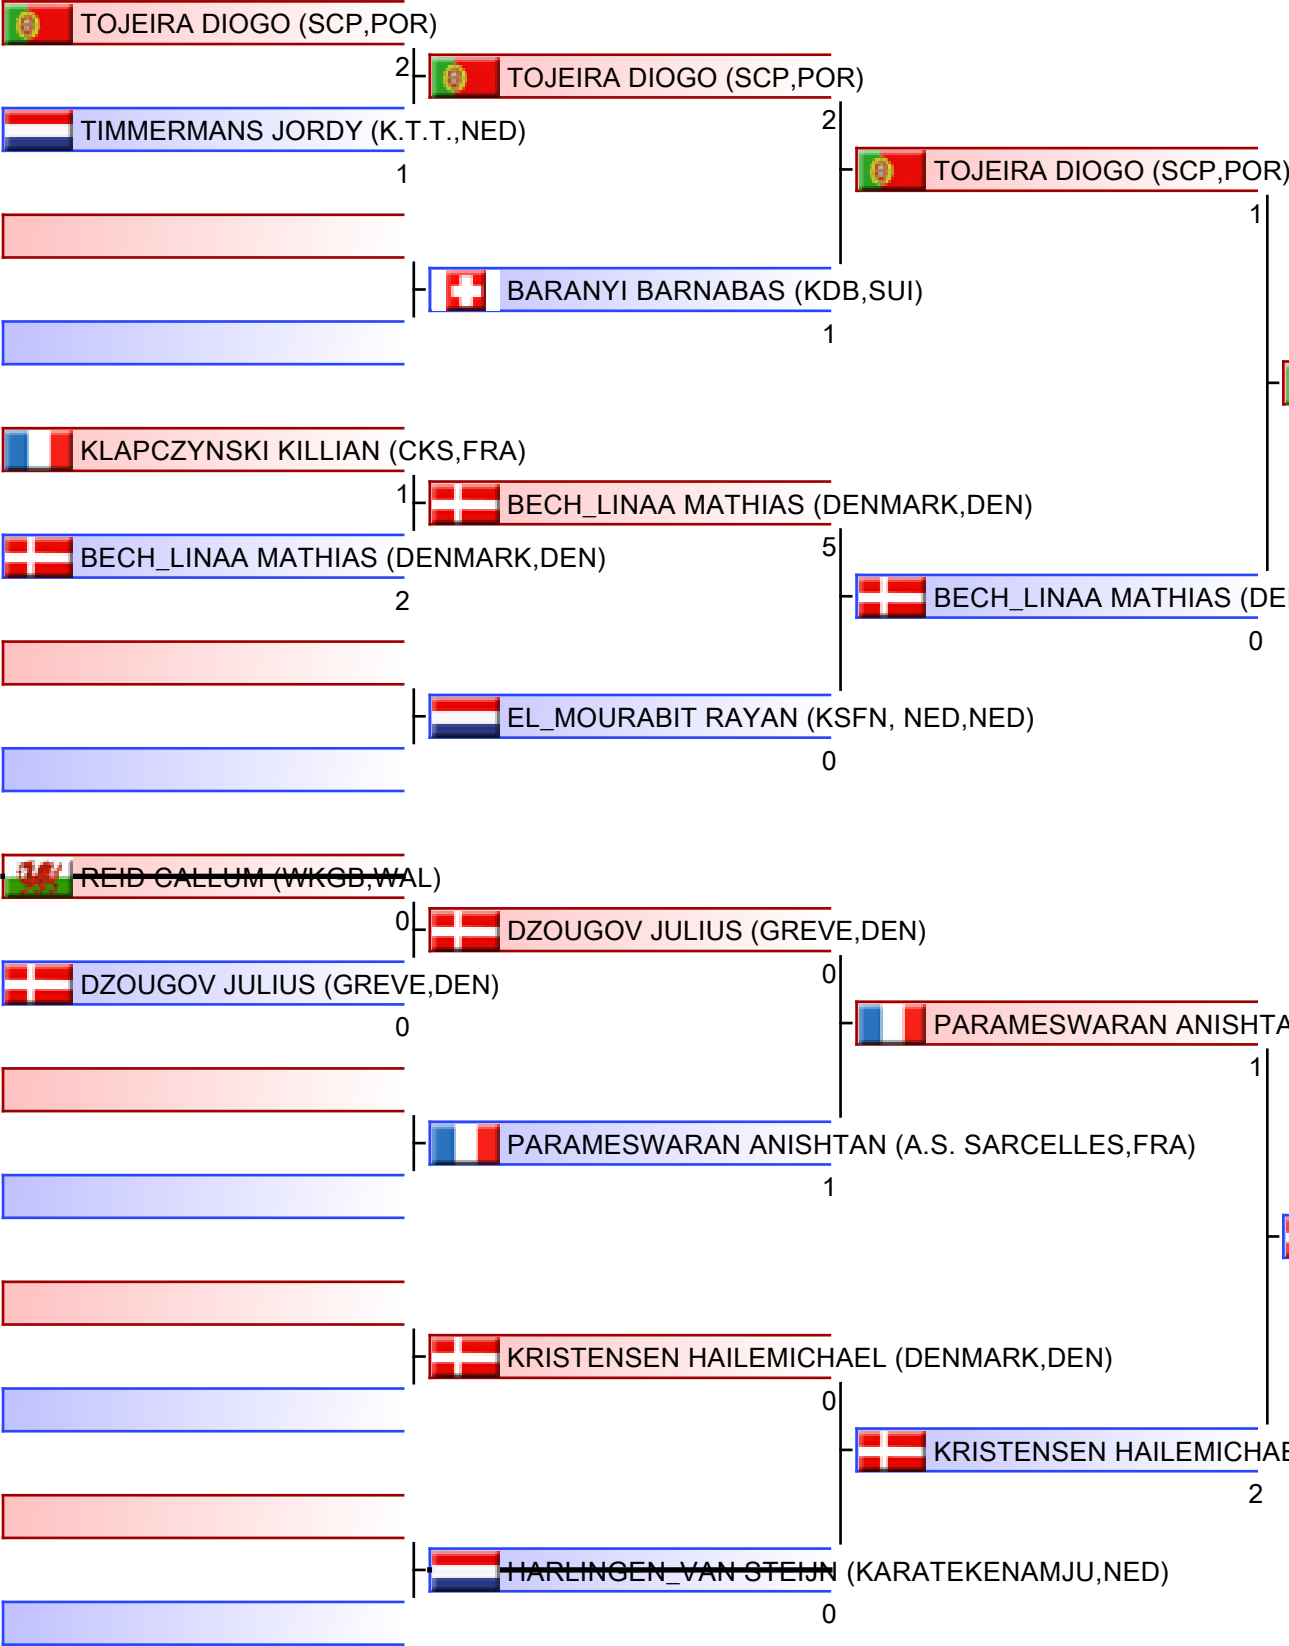 TOJEIRA DIOGO (SCP,POR)
2
TOJEIRA DIOGO (SCP,POR)
2
TIMMERMANS JORDY (K.T.T.,NED)
1
TOJEIRA DIOGO (SCP,POR)
1
BARANYI BARNABAS (KDB,SUI)
1
KLAPCZYNSKI KILLIAN (CKS,FRA)
1
BECH_LINAA MATHIAS (DENMARK,DEN)
5
BECH_LINAA MATHIAS (DENMARK,DEN)
2
BECH_LINAA MATHIAS (DE
0
EL_MOURABIT RAYAN (KSFN, NED,NED)
0
REID CALLUM (WKGB,WAL)
0
DZOUGOV JULIUS (GREVE,DEN)
0
DZOUGOV JULIUS (GREVE,DEN)
0
PARAMESWARAN ANISHTA
1
PARAMESWARAN ANISHTAN (A.S. SARCELLES,FRA)
1
KRISTENSEN HAILEMICHAEL (DENMARK,DEN)
0
KRISTENSEN HAILEMICHAE
2
HARLINGEN_VAN STEIJN (KARATEKENAMJU,NED)
0